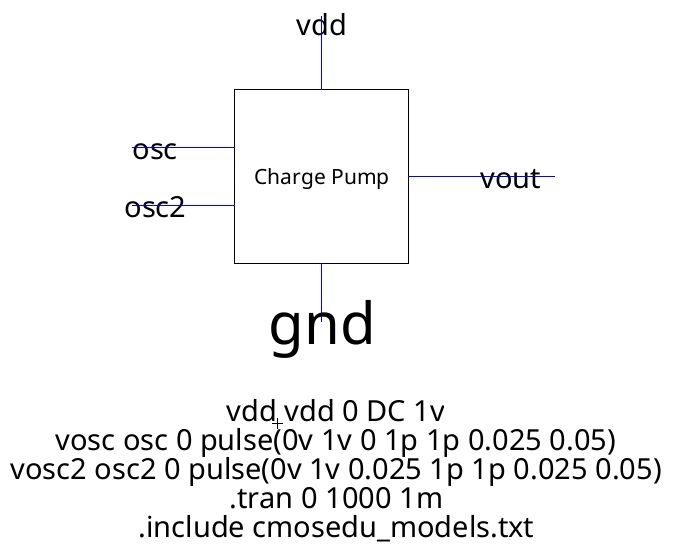 vdd
osc
Charge Pump
vout
osc2
gnd
vdd vdd 0 DC 1v
vosc osc 0 pulse(0v 1v 0 1p 1p 0.025 0.05)
vosc2 osc2 0 pulse(0v 1v 0.025 1p 1p 0.025 0.05)
.tran 0 1000 1m
.include cmosedu_models.txt